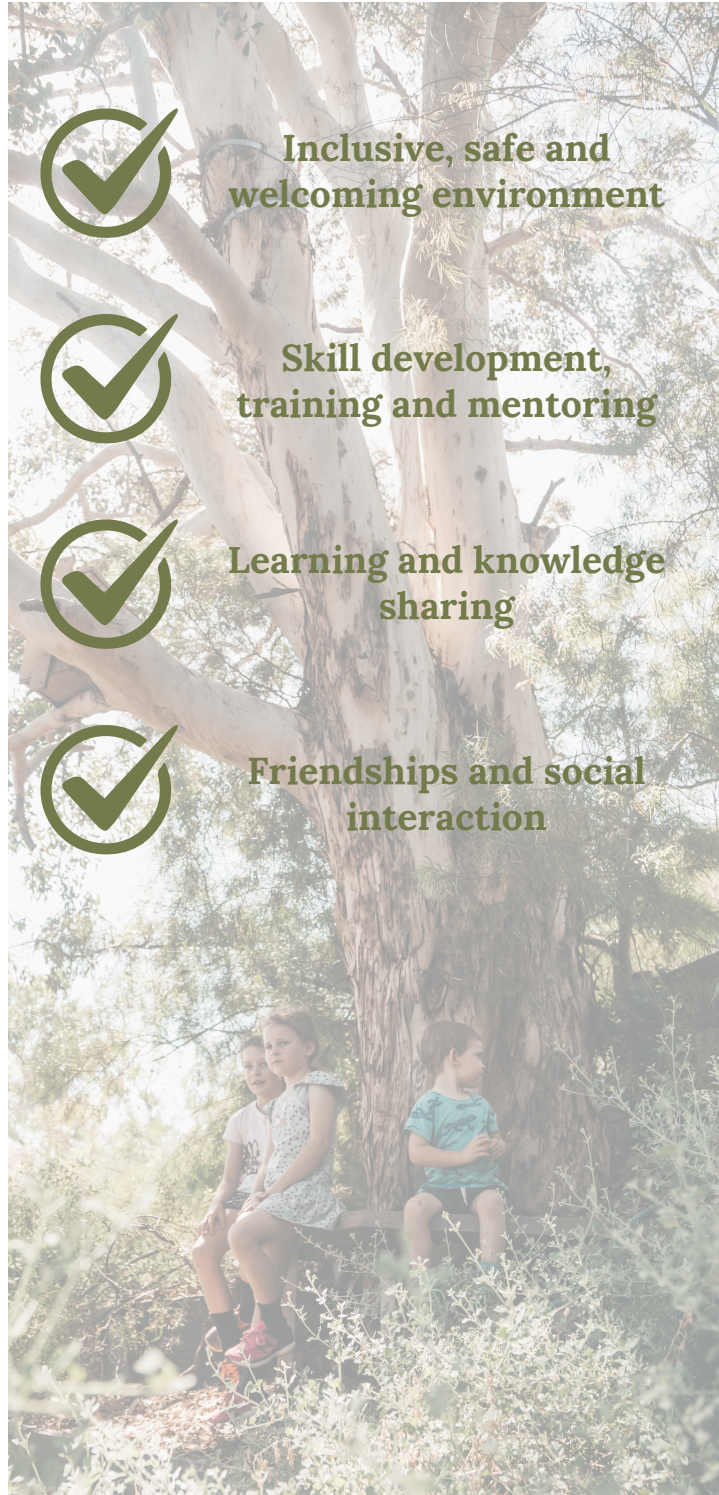 Inclusive, safe and
welcoming environment
Skill development,
training and mentoring
Learning and knowledge
sharing
Friendships and social
interaction